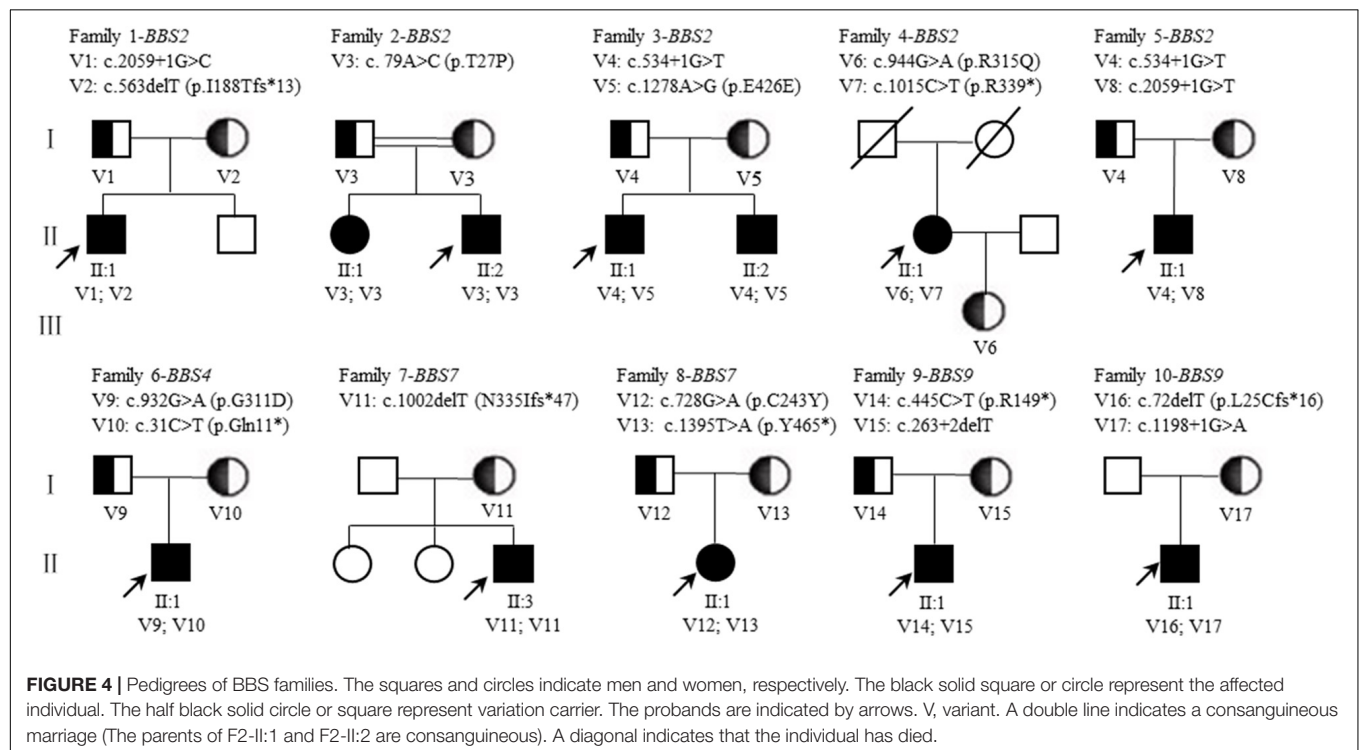 Family 1-BBS2
V1: c.2059+1G>C
V2: c.563delT (p.I188Tfs*13)
Family 2-BBS2
V3: c. 79A>C (p.T27P)
Family 3-BBS2
V4: c.534+1G>T
V5: c.1278A>G (p.E426E)
Family 4-BBS2
V6: c.944G>A (p.R315Q)
V7: c.1015C>T (p.R339*)
Family 5-BBS2
V4: c.534+1G>T
V8: c.2059+1G>T
I
V1 V2 V3 V3 V4 V5 V4 V8
II
II:1 II:1 II:2 II:1 II:2 II:1 II:1
V1; V2 V3; V3 V3; V3 V4; V5 V4; V5 V6; V7 V4; V8
III
V6
Family 6-BBS4
V9: c.932G>A (p.G311D)
V10: c.31C>T (p.Gln11*)
Family 7-BBS7
V11: c.1002delT (N335Ifs*47)
Family 8-BBS7
V12: c.728G>A (p.C243Y)
V13: c.1395T>A (p.Y465*)
Family 9-BBS9
V14: c.445C>T (p.R149*)
V15: c.263+2delT
Family 10-BBS9
V16: c.72delT (p.L25Cfs*16)
V17: c.1198+1G>A
I
V9 V10 V11 V12 V13 V14 V15 V17
II
II:1 II:3 II:1 II:1 II:1
V9; V10 V11; V11 V12; V13 V14; V15 V16; V17
FIGURE 4 | Pedigrees of BBS families. The squares and circles indicate men and women, respectively. The black solid square or circle represent the affected
individual. The half black solid circle or square represent variation carrier. The probands are indicated by arrows. V, variant. A double line indicates a consanguineous
marriage (The parents of F2-II:1 and F2-II:2 are consanguineous). A diagonal indicates that the individual has died.